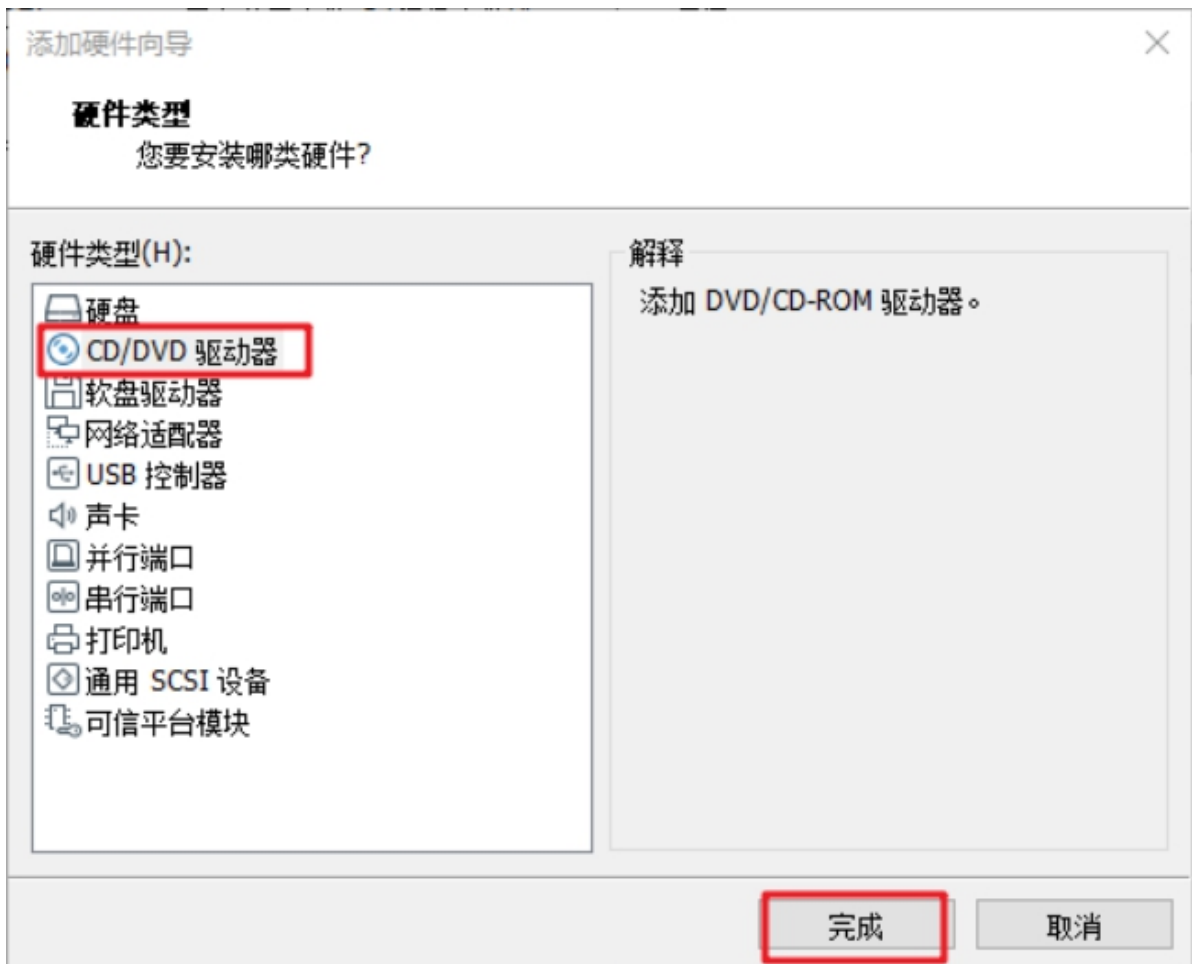 添加硬件向导
硬件类型
您要安装哪类硬件?
硬件类型(H):
硬盘
CD/DVD 驱动器
软盘驱动器
网络适配器
USB 控制器
声卡
并行端口
串行端口
打印机
通用 SCSI 设备
可信平台模块
解释
添加 DVD/CD-ROM 驱动器。
完成
取消